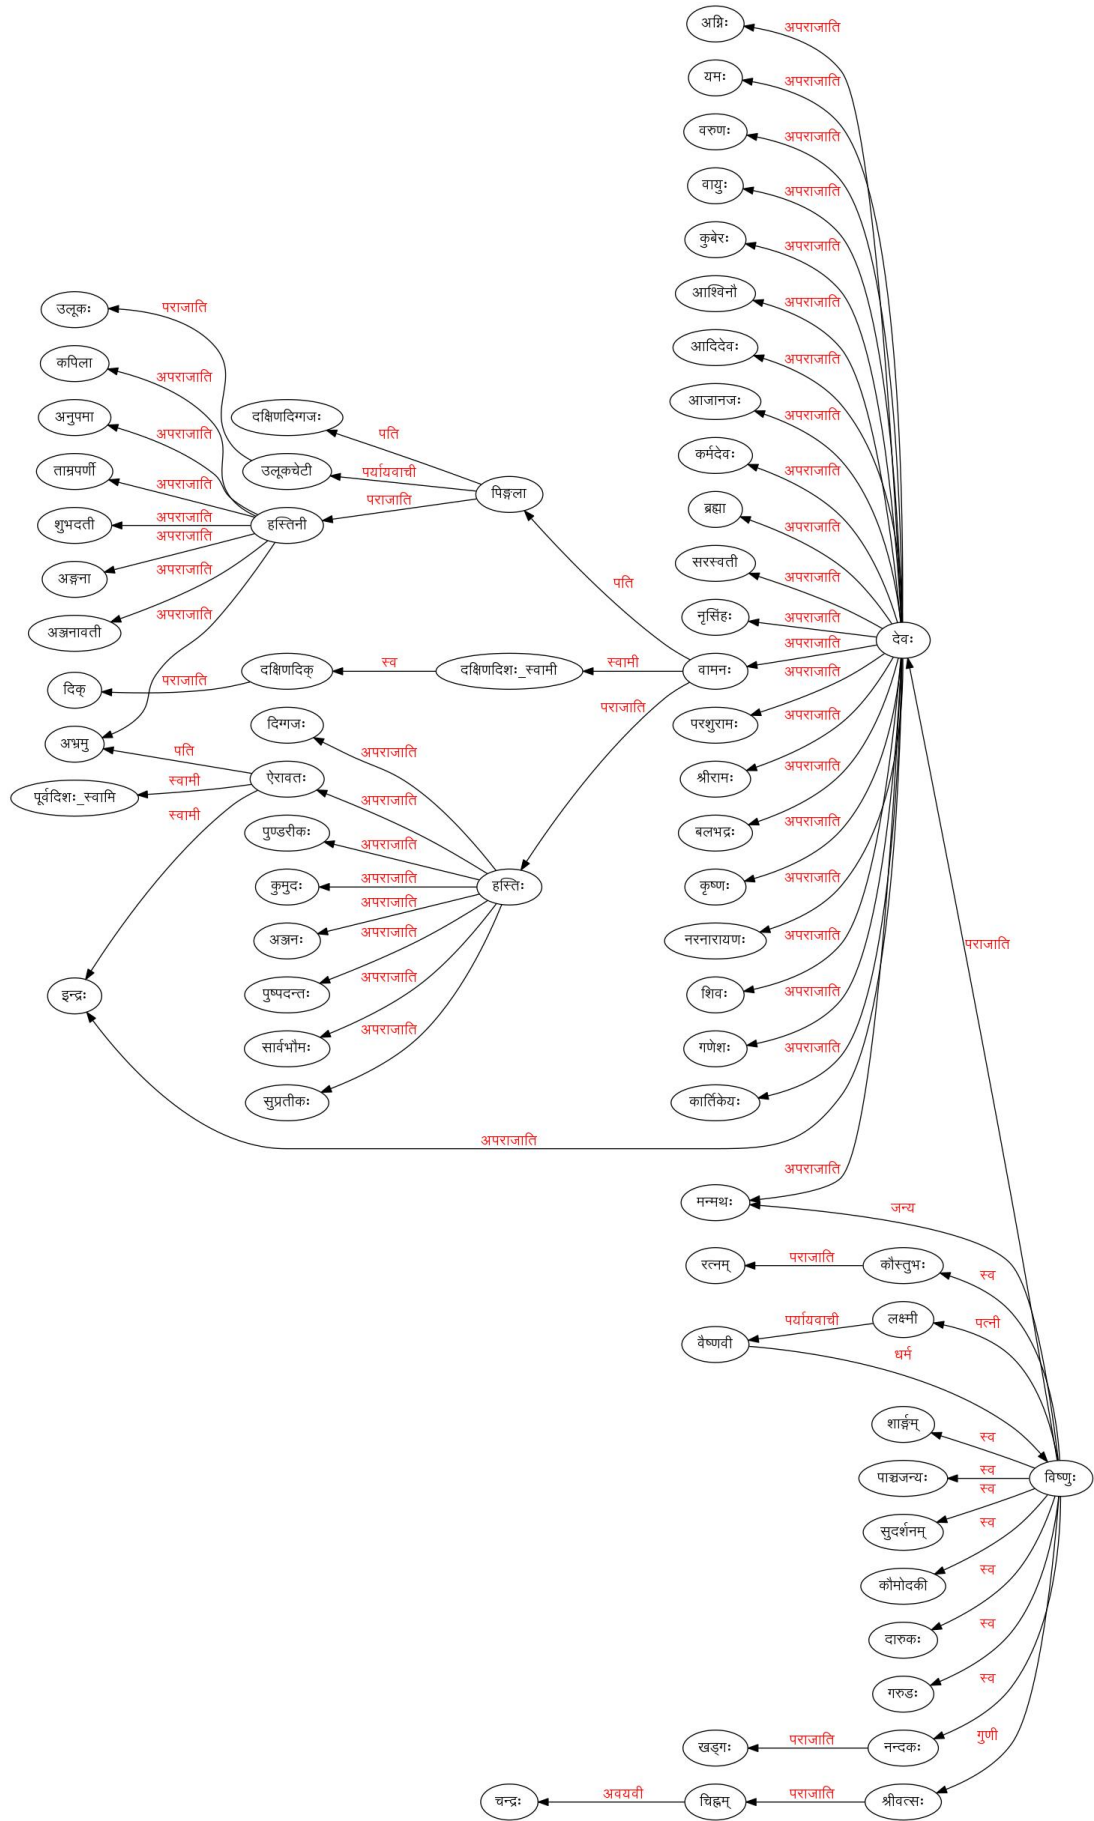 अग्निः
अपराजाति
यमः
अपराजाति
वरुणः
अपराजाति
वायुः
अपराजाति
कुबेरः
अपराजाति
आश्विनौ
अपराजाति
उलूकः
पराजाति
आदिदेवः
अपराजाति
कपिला
अपराजाति
आजानजः
अपराजाति
अनुपमा
अपराजाति
दक्षिणदिग्गजः
पति
कर्मदेवः
अपराजाति
ताम्रपर्णी
अपराजाति
उलूकचेटी
पर्यायवाची
पिङ्गला
पराजाति
ब्रह्मा
अपराजाति
शुभदती
अपराजाति
हस्तिनी
अपराजाति
सरस्वती
अपराजाति
अङ्गना
अपराजाति
पति
नृसिंहः
अपराजाति
अञ्जनावती
अपराजाति
देवः
अपराजाति
दिक्
पराजाति
दक्षिणदिक्
स्व
दक्षिणदिशः_स्वामी
स्वामी
वामनः
अपराजाति
पराजाति
परशुरामः
अपराजाति
अभ्रमु
पति
दिग्गजः
अपराजाति
श्रीरामः
अपराजाति
पूर्वदिशः_स्वामि
स्वामी
ऐरावतः
अपराजाति
स्वामी
बलभद्रः
अपराजाति
पुण्डरीकः
अपराजाति
कृष्णः
अपराजाति
कुमुदः
अपराजाति
हस्तिः
अपराजाति
नरनारायणः
अपराजाति
पराजाति
अञ्जनः
अपराजाति
इन्द्रः
शिवः
अपराजाति
पुष्पदन्तः
अपराजाति
गणेशः
अपराजाति
सार्वभौमः
अपराजाति
कार्तिकेयः
सुप्रतीकः
अपराजाति
अपराजाति
मन्मथः
जन्य
रत्नम्
पराजाति
कौस्तुभः
स्व
लक्ष्मी
पत्नी
पर्यायवाची
वैष्णवी
धर्म
शार्ङ्गम्
स्व
पाञ्चजन्यः
स्व
विष्णुः
स्व
सुदर्शनम्
स्व
कौमोदकी
स्व
दारुकः
स्व
गरुडः
स्व
खड्गः
पराजाति
नन्दकः
गुणी
चन्द्रः
अवयवी
चिह्नम्
पराजाति
श्रीवत्सः